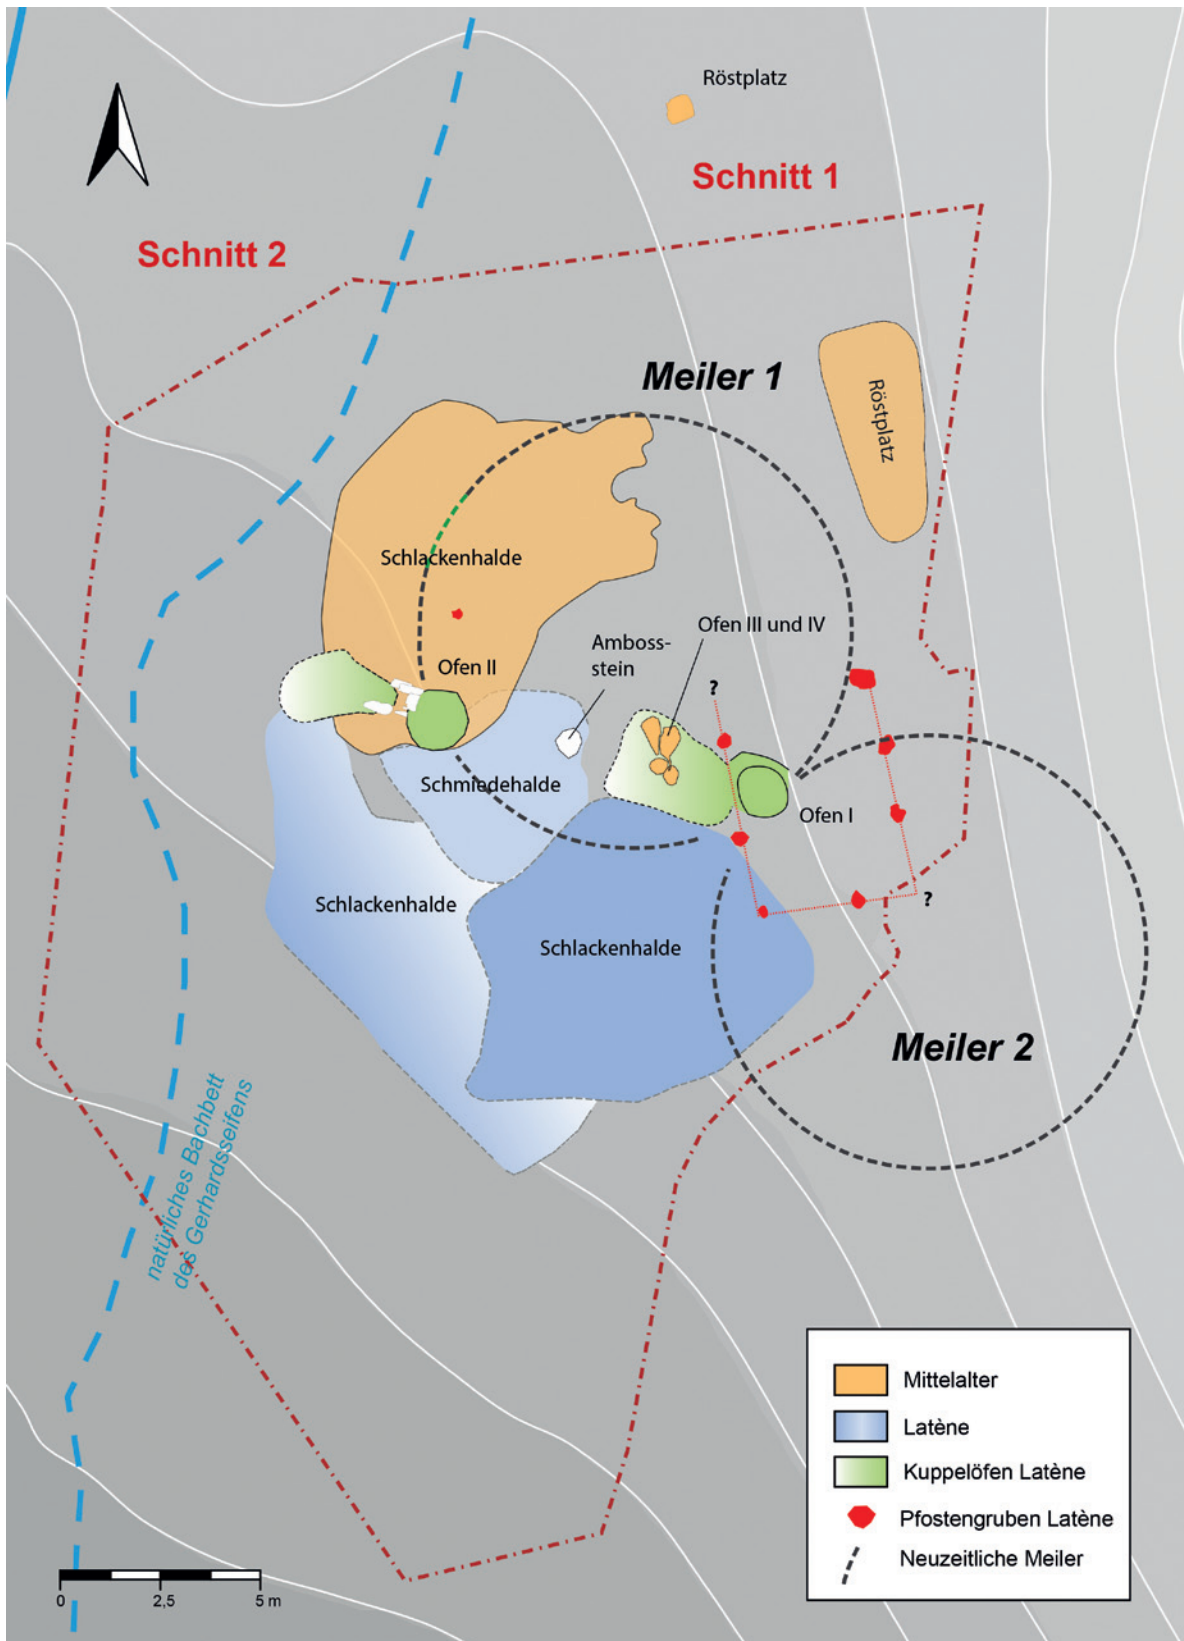 Röstplatz
Schnitt 1
Schnitt 2
Meiler 1
Röstplatz
Schlackenhalde
Ofen III und IV
Amboss-
stein
Ofen II
?
Schmiedehalde
Ofen I
Schlackenhalde
?
Schlackenhalde
Meiler 2
natürliches Bachbett
des Gerhardsseifens
Mittelalter
Latène
Kuppelöfen Latène
Pfostengruben Latène
Neuzeitliche Meiler
0 2,5 5 m